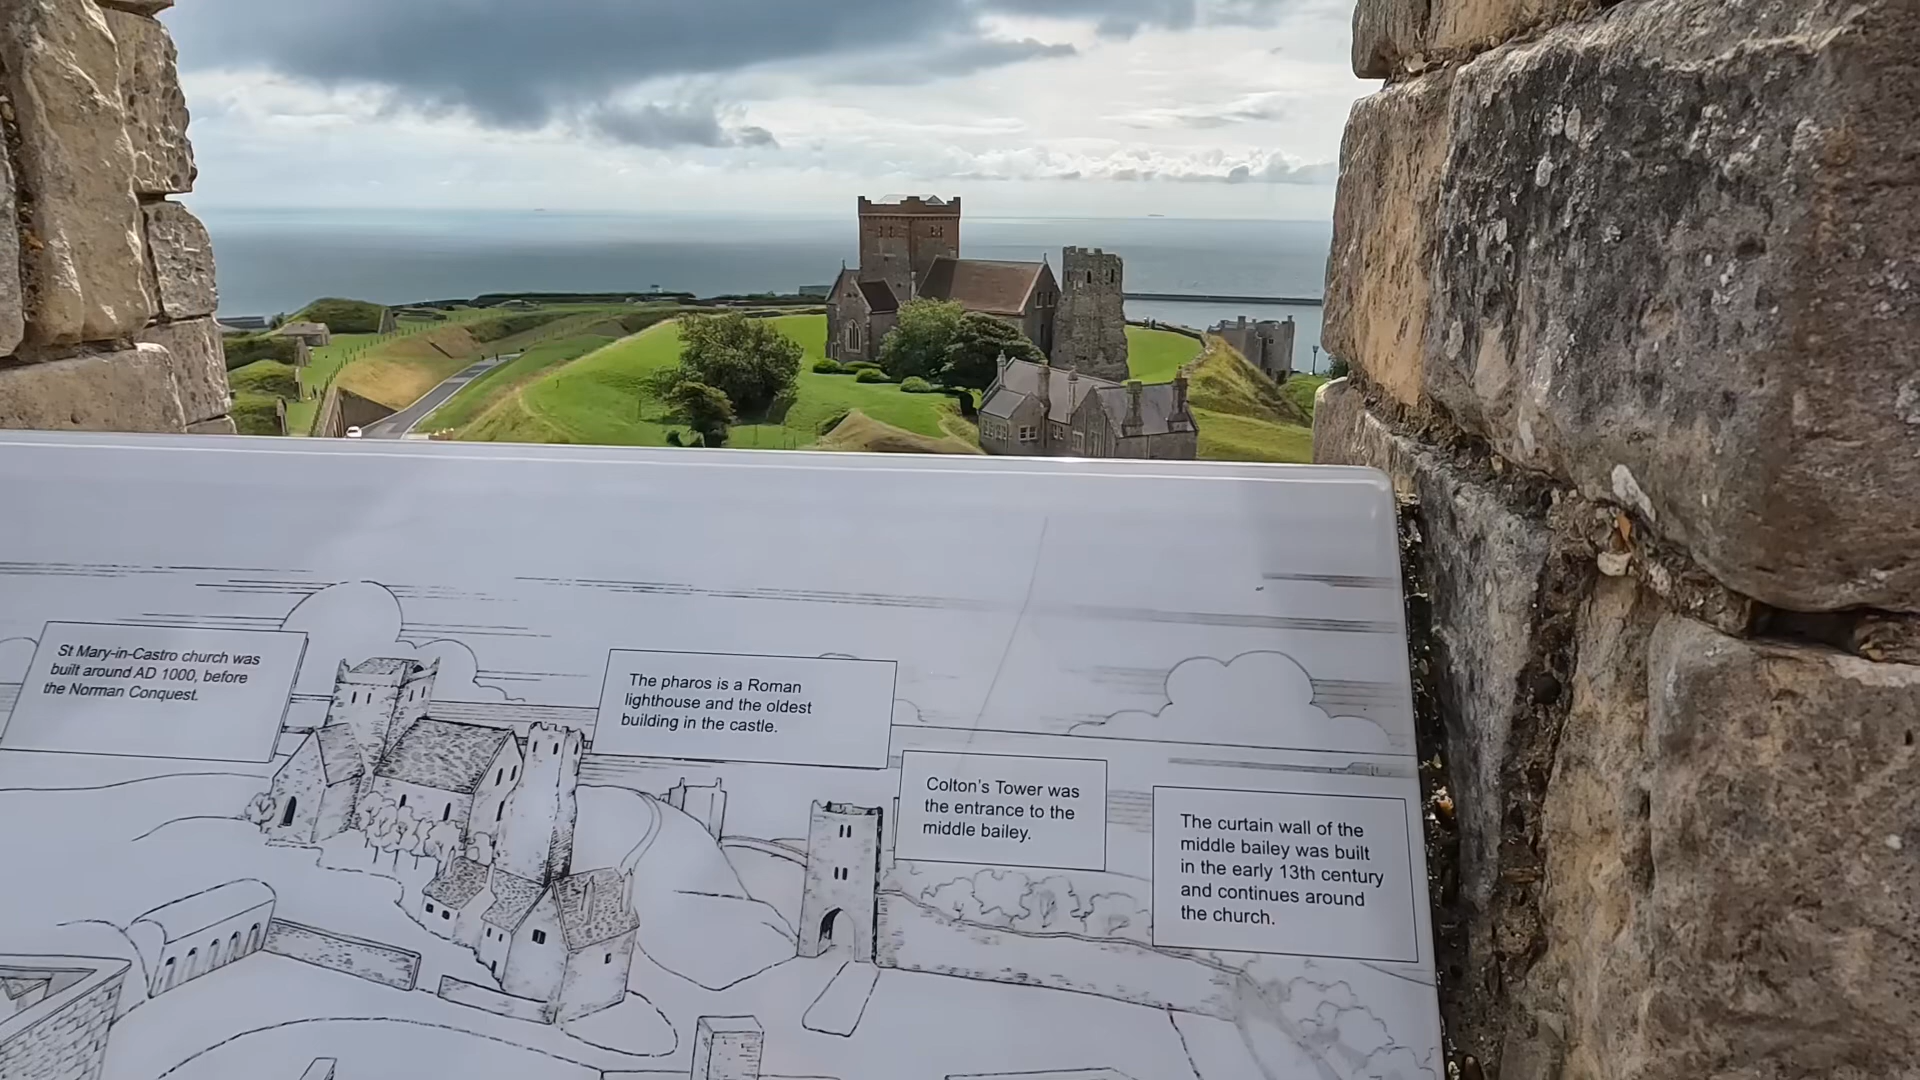 St Mary-in-Castro church was
built around AD 1000, before
the Norman Conquest.
The pharos is a Roman
lighthouse and the oldest
building in the castle.
Colton's Tower was
the entrance to the
middle bailey.
The curtain wall of the
middle bailey was built
in the early 13th century
and continues around
the church.